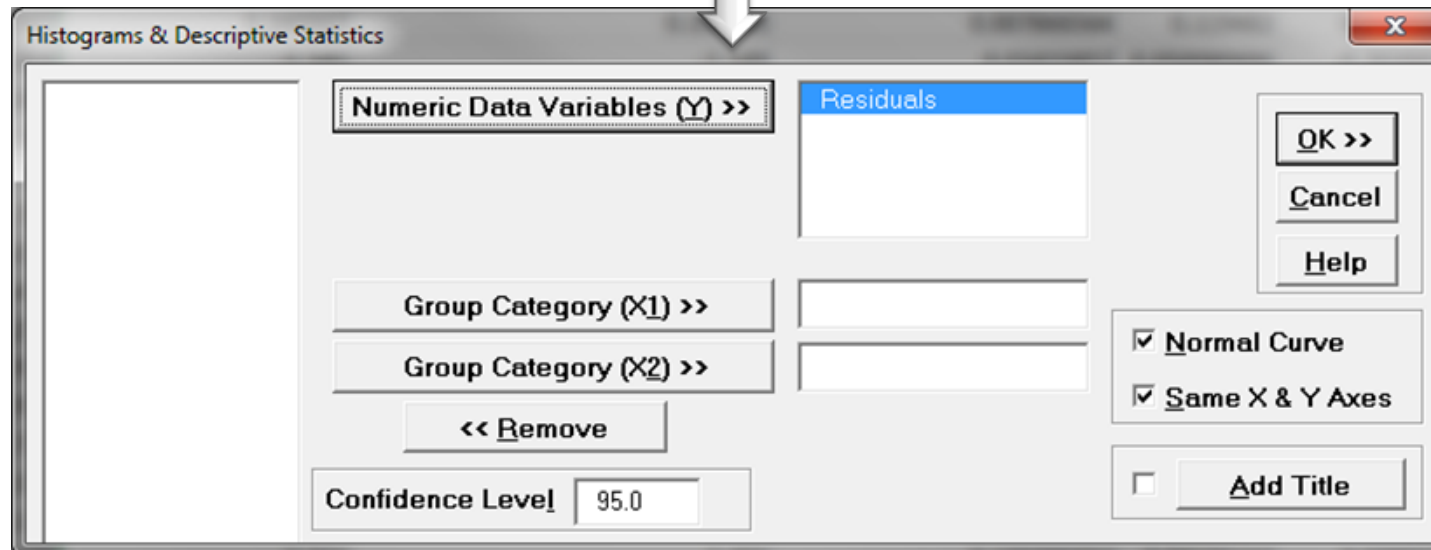 Histograms & Descriptive Statistics
Numeric Data Variables (Y) >>
Residuals
OK >>
Cancel
Help
Group Category (X1) >>
Group Category (X2) >>
<< Remove
Normal Curve
Same X & Y Axes
Confidence Level 95.0
Add Title